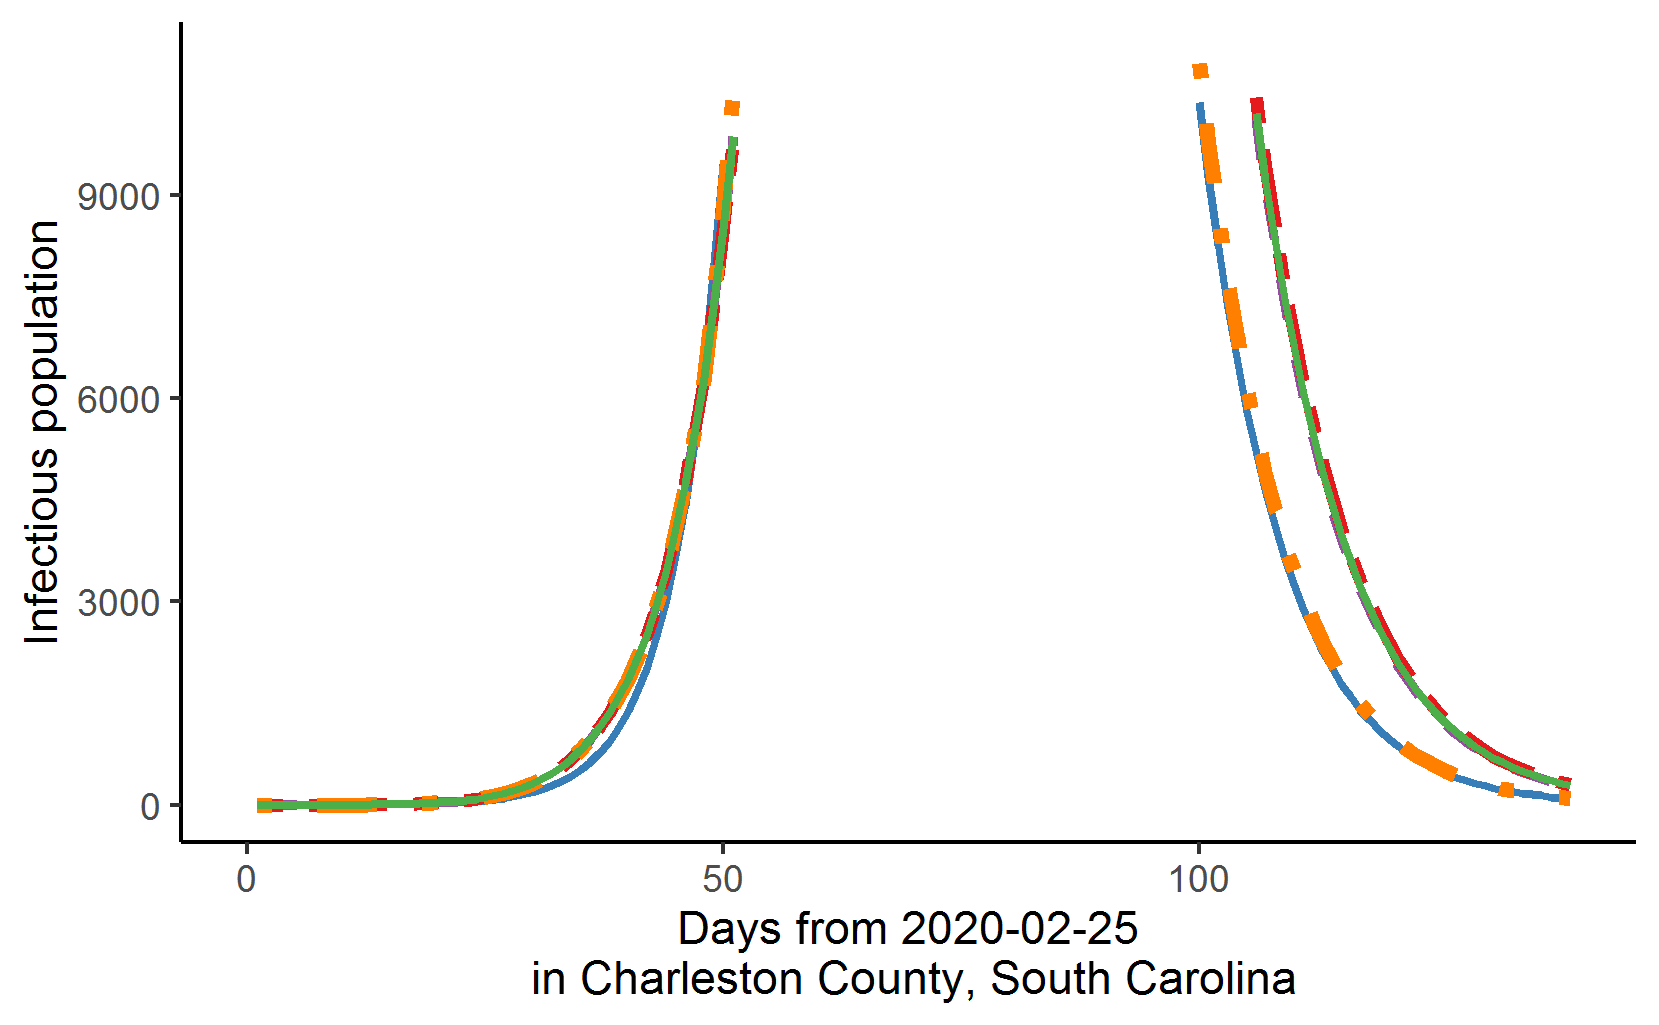 Infectious population
9000
6000
3000
0
0
50
100
Days from 2020-02-25
in Charleston County, South Carolina